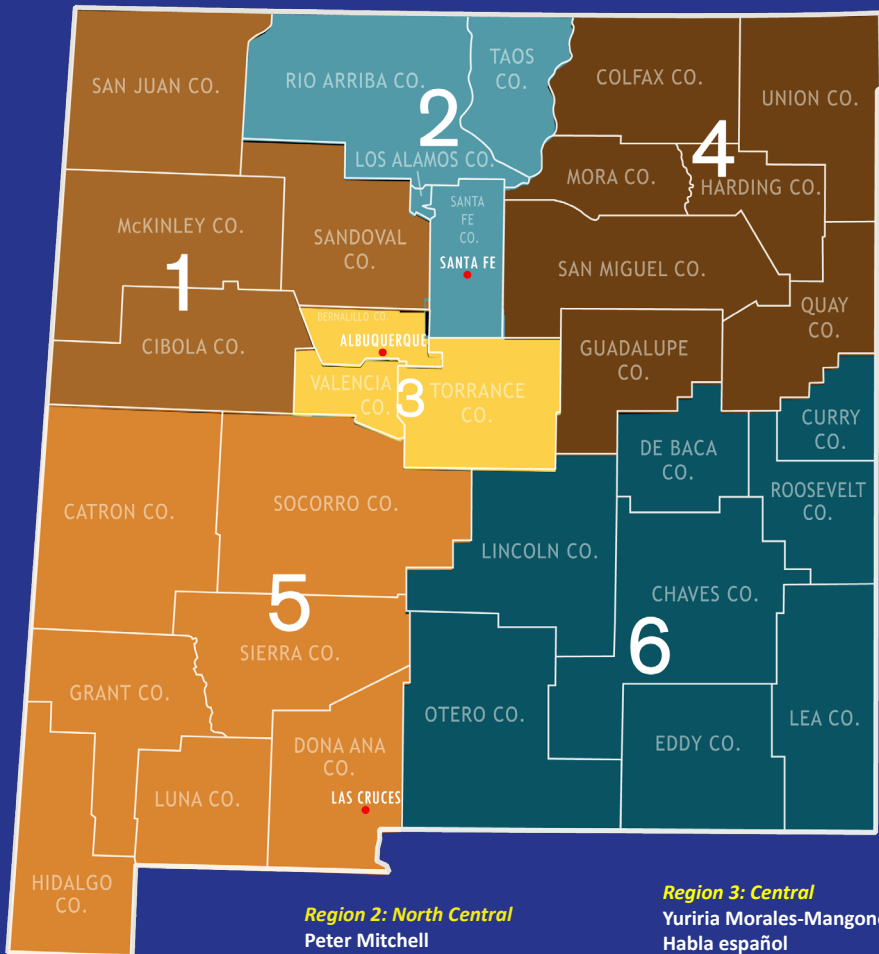 SAN JUAN CO.
RIO ARRIBA CO.
TAOS
CO.
COLFAX CO.
UNION CO.
2
4
LOS ALAMOS CO.
MORA CO.
HARDING CO.
McKINLEY CO.
SANDOVAL
CO.
SANTA
FE
CO.
SANTA FE
SAN MIGUEL CO.
1
QUAY
CO.
CIBOLA CO.
BERNALILLO CO.
ALBUQUERQUE
GUADALUPE
CO.
VALENCIA
CO.
3
TORRANCE
CO.
CURRY
CO.
DE BACA
CO.
ROOSEVELT
CO.
CATRON CO.
SOCORRO CO.
LINCOLN CO.
5
CHAVES CO.
6
SIERRA CO.
GRANT CO.
OTERO CO.
LEA CO.
DONA ANA
CO.
EDDY CO.
LUNA CO.
LAS CRUCES
HIDALGO
CO.
Region 2: North Central
Peter Mitchell
Region 3: Central
Yuriria
Habla español